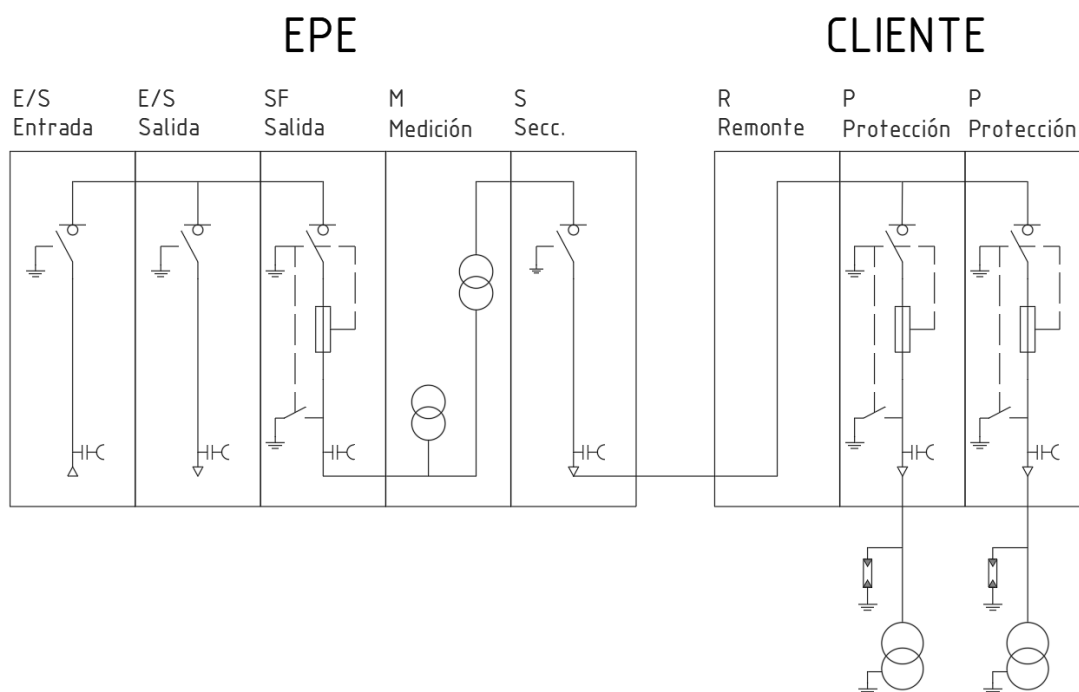 EPE
CLIENTE
E/S
Entrada
E/S
Salida
SF
Salida
M
Medición
S
Secc.
R
Remonte
P
Protección
P
Protección